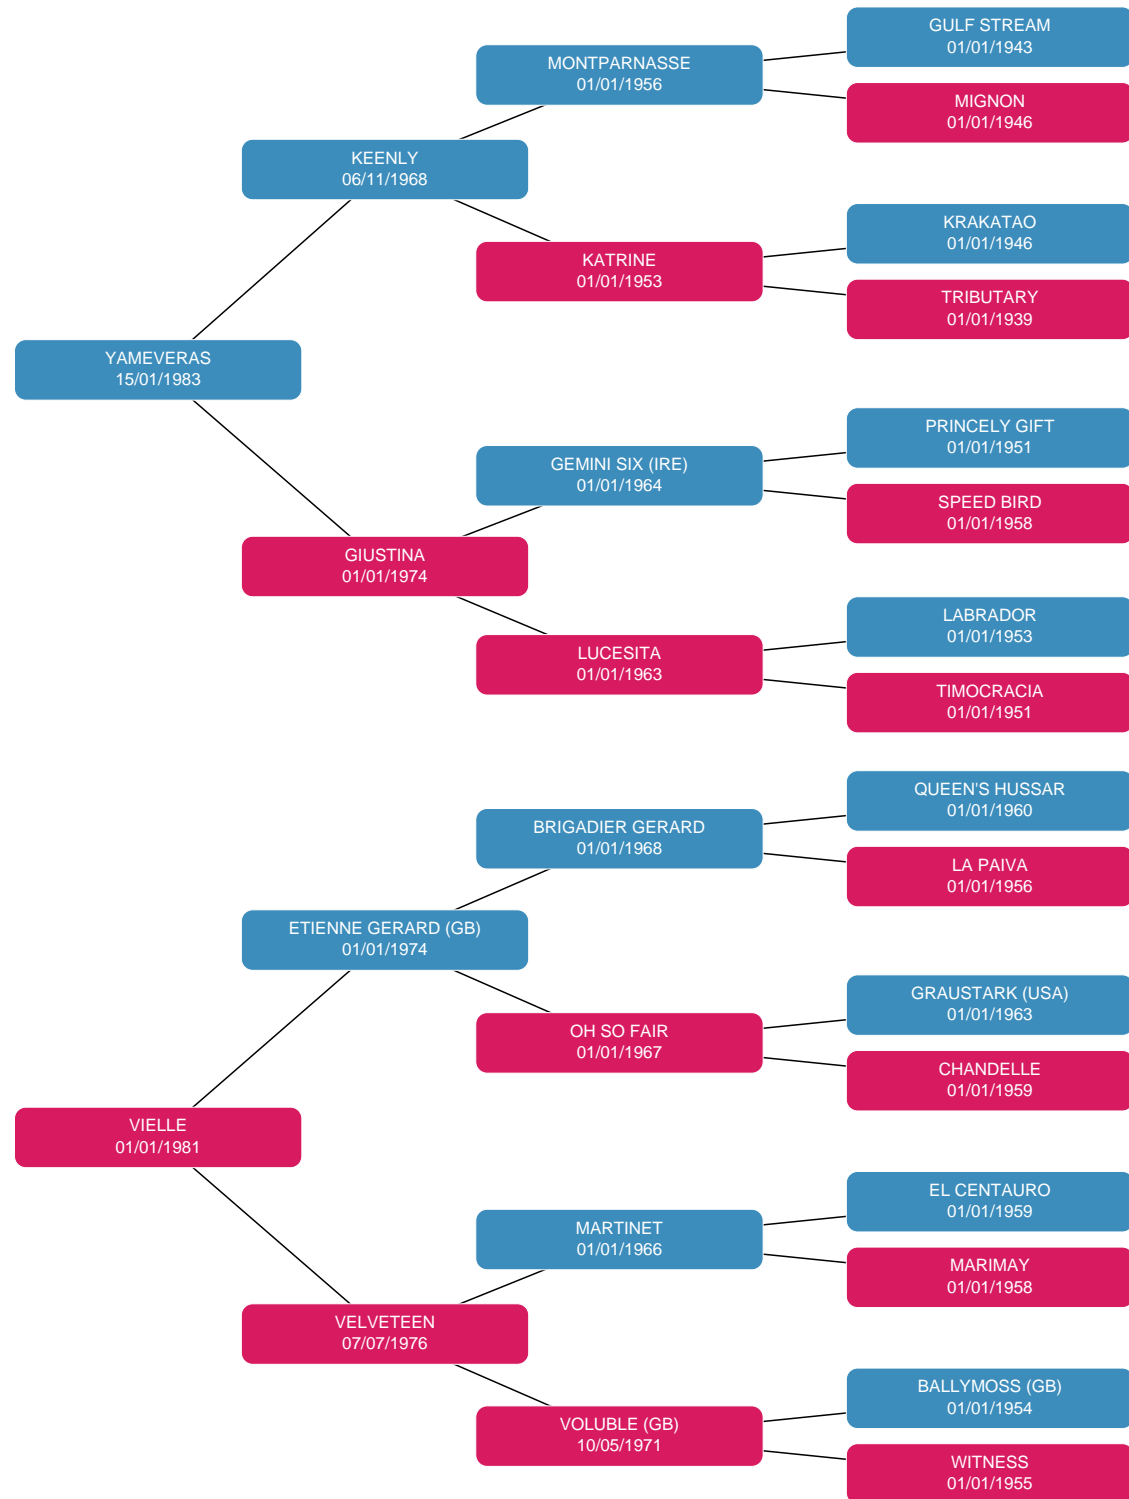 GULF STREAM
01/01/1943
MONTPARNASSE
01/01/1956
MIGNON
01/01/1946
KEENLY
06/11/1968
KRAKATAO
01/01/1946
KATRINE
01/01/1953
TRIBUTARY
01/01/1939
YAMEVERAS
15/01/1983
PRINCELY GIFT
01/01/1951
GEMINI SIX (IRE)
01/01/1964
SPEED BIRD
01/01/1958
GIUSTINA
01/01/1974
LABRADOR
01/01/1953
LUCESITA
01/01/1963
TIMOCRACIA
01/01/1951
QUEEN'S HUSSAR
01/01/1960
BRIGADIER GERARD
01/01/1968
LA PAIVA
01/01/1956
ETIENNE GERARD (GB)
01/01/1974
GRAUSTARK (USA)
01/01/1963
OH SO FAIR
01/01/1967
CHANDELLE
01/01/1959
VIELLE
01/01/1981
EL CENTAURO
01/01/1959
MARTINET
01/01/1966
MARIMAY
01/01/1958
VELVETEEN
07/07/1976
BALLYMOSS (GB)
01/01/1954
VOLUBLE (GB)
10/05/1971
WITNESS
01/01/1955